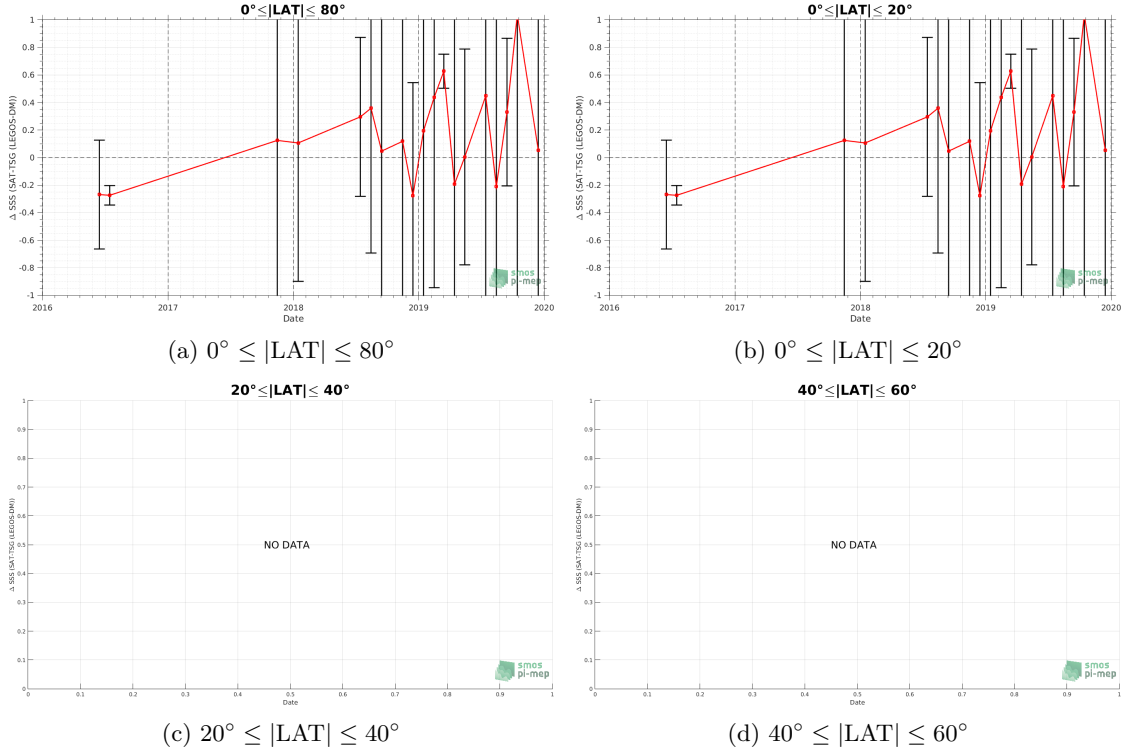 0°≤|LAT|≤ 80°
1
0.8
0.6
0.4
0.2
0
-0.2
-0.4
-0.6
-0.8
-1
Δ SSS (SAT-TSG (LEGOS-DM))
2016 2017 2018 2019 2020
Date
smos
pi-mep
(a) 0° ≤ |LAT| ≤ 80°
0°≤|LAT|≤ 20°
1
0.8
0.6
0.4
0.2
0
-0.2
-0.4
-0.6
-0.8
-1
Δ SSS (SAT-TSG (LEGOS-DM))
2016 2017 2018 2019 2020
Date
smos
pi-mep
(b) 0° ≤ |LAT| ≤ 20°
20°≤|LAT|≤ 40°
1
0.9
0.8
0.7
0.6
0.5
0.4
0.3
0.2
0.1
0
Δ SSS (SAT-TSG (LEGOS-DM))
NO DATA
0 0.1 0.2 0.3 0.4 0.5 0.6 0.7 0.8 0.9 1
Date
smos
pi-mep
(c) 20° ≤ |LAT| ≤ 40°
40°≤|LAT|≤ 60°
1
0.9
0.8
0.7
0.6
0.5
0.4
0.3
0.2
0.1
0
Δ SSS (SAT-TSG (LEGOS-DM))
NO DATA
0 0.1 0.2 0.3 0.4 0.5 0.6 0.7 0.8 0.9 1
Date
smos
pi-mep
(d) 40° ≤ |LAT| ≤ 60°